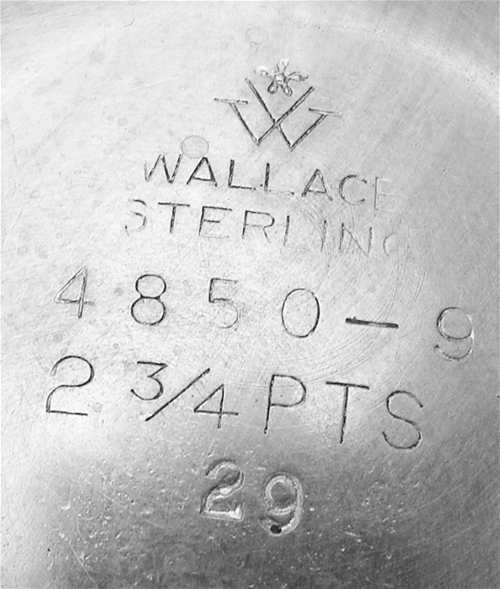 W
WALLACE
STERLING
4850-9
2 3/4 PTS
29